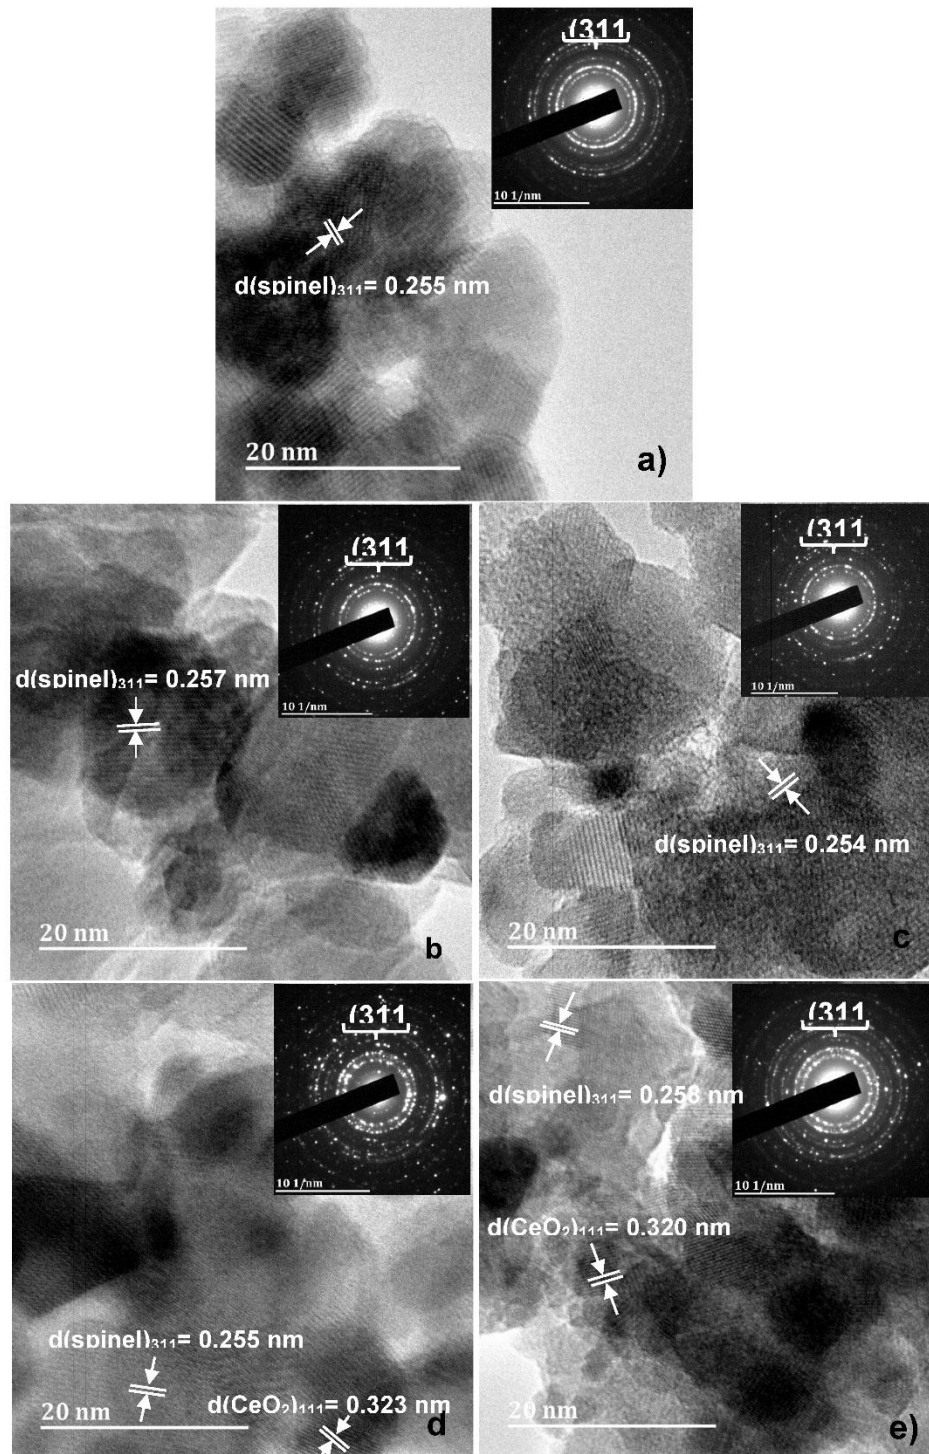 (311
10 1/nm
d(spinel)₃₁₁= 0.255 nm
20 nm
a)
(311
d(spinel)₃₁₁= 0.257 nm
10 1/nm
20 nm
b
(311
10 1/nm
d(spinel)₃₁₁= 0.254 nm
20 nm
c
(311
10 1/nm
d(spinel)₃₁₁= 0.255 nm
d(CeO₂)₁₁₁= 0.323 nm
20 nm
d
(311
d(spinel)₃₁₁= 0.258 nm
10 1/nm
d(CeO₂)₁₁₁= 0.320 nm
20 nm
e)